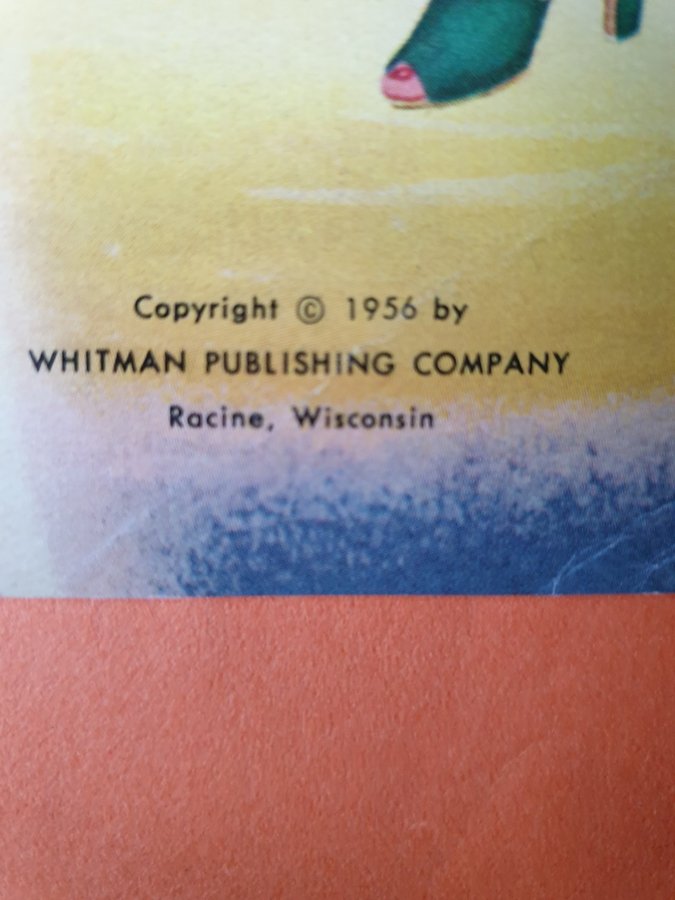 Copyright © 1956 by
WHITMAN PUBLISHING COMPANY
Racine, Wisconsin